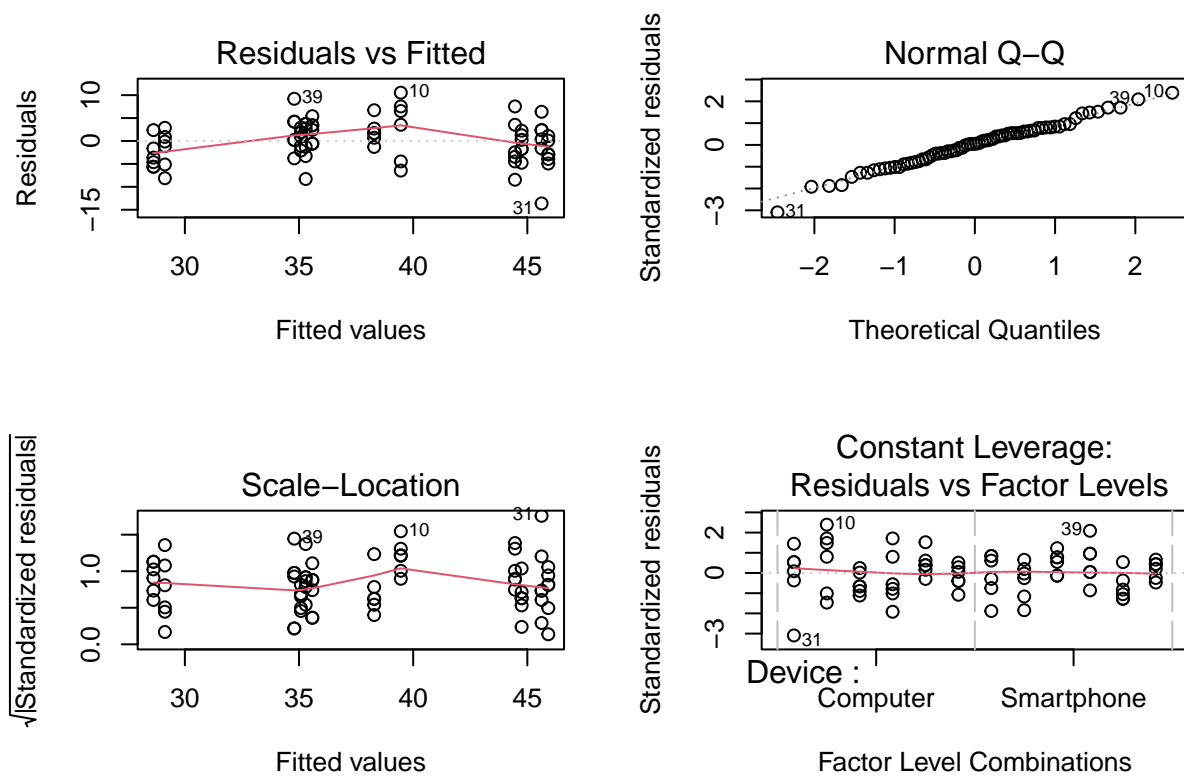 Residuals vs Fitted
Residuals
10
0
−15
39
10
31
30
35
40
45
Fitted values
Normal Q−Q
Standardized residuals
2
0
−3
39
10
31
−2
−1
0
1
2
Theoretical Quantiles
Scale−Location
√|Standardized residuals|
1.0
0.0
39
10
31
30
35
40
45
Fitted values
Constant Leverage:
Residuals vs Factor Levels
Standardized residuals
2
0
−3
10
39
31
Device :
Computer
Smartphone
Factor Level Combinations